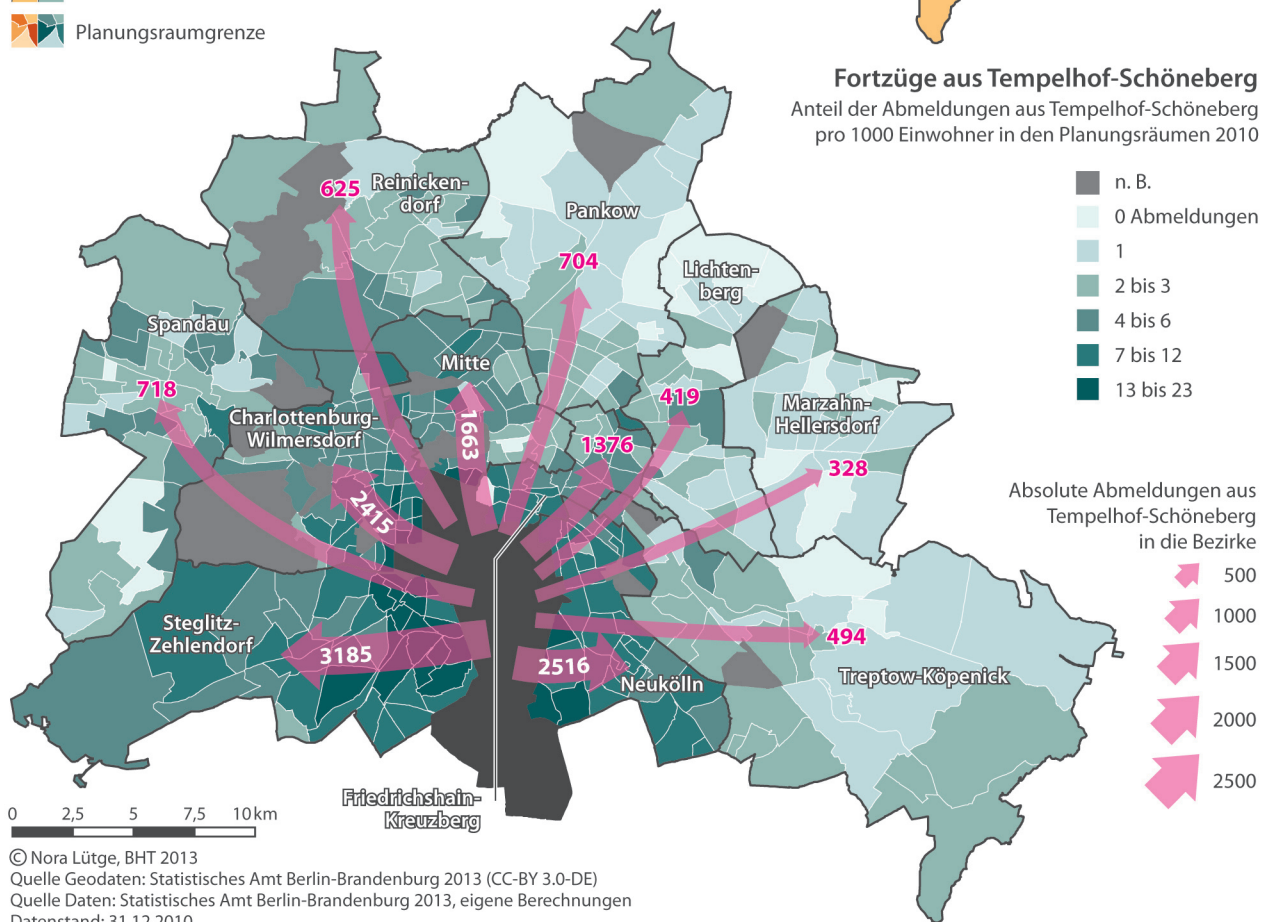 Planungsraumgrenze
Fortzüge aus Tempelhof-Schöneberg
Anteil der Abmeldungen aus Tempelhof-Schöneberg
pro 1000 Einwohner in den Planungsräumen 2010
n. B.
0 Abmeldungen
1
2 bis 3
4 bis 6
7 bis 12
13 bis 23
625
Reinicken-
dorf
Pankow
704
Lichten-
berg
Spandau
718
Mitte
Charlottenburg-
Wilmersdorf
1663
419
1376
Marzahn-
Hellersdorf
328
2415
Steglitz-
Zehlendorf
3185
2516
Neukölln
494
Treptow-Köpenick
Friedrichshain-
Kreuzberg
Absolute Abmeldungen aus
Tempelhof-Schöneberg
in die Bezirke
500
1000
1500
2000
2500
0 2,5 5 7,5 10 km
© Nora Lütge, BHT 2013
Quelle Geodaten: Statistisches Amt Berlin-Brandenburg 2013 (CC-BY 3.0-DE)
Quelle Daten: Statistisches Amt Berlin-Brandenburg 2013, eigene Berechnungen
Datenstand: 31.12.2010